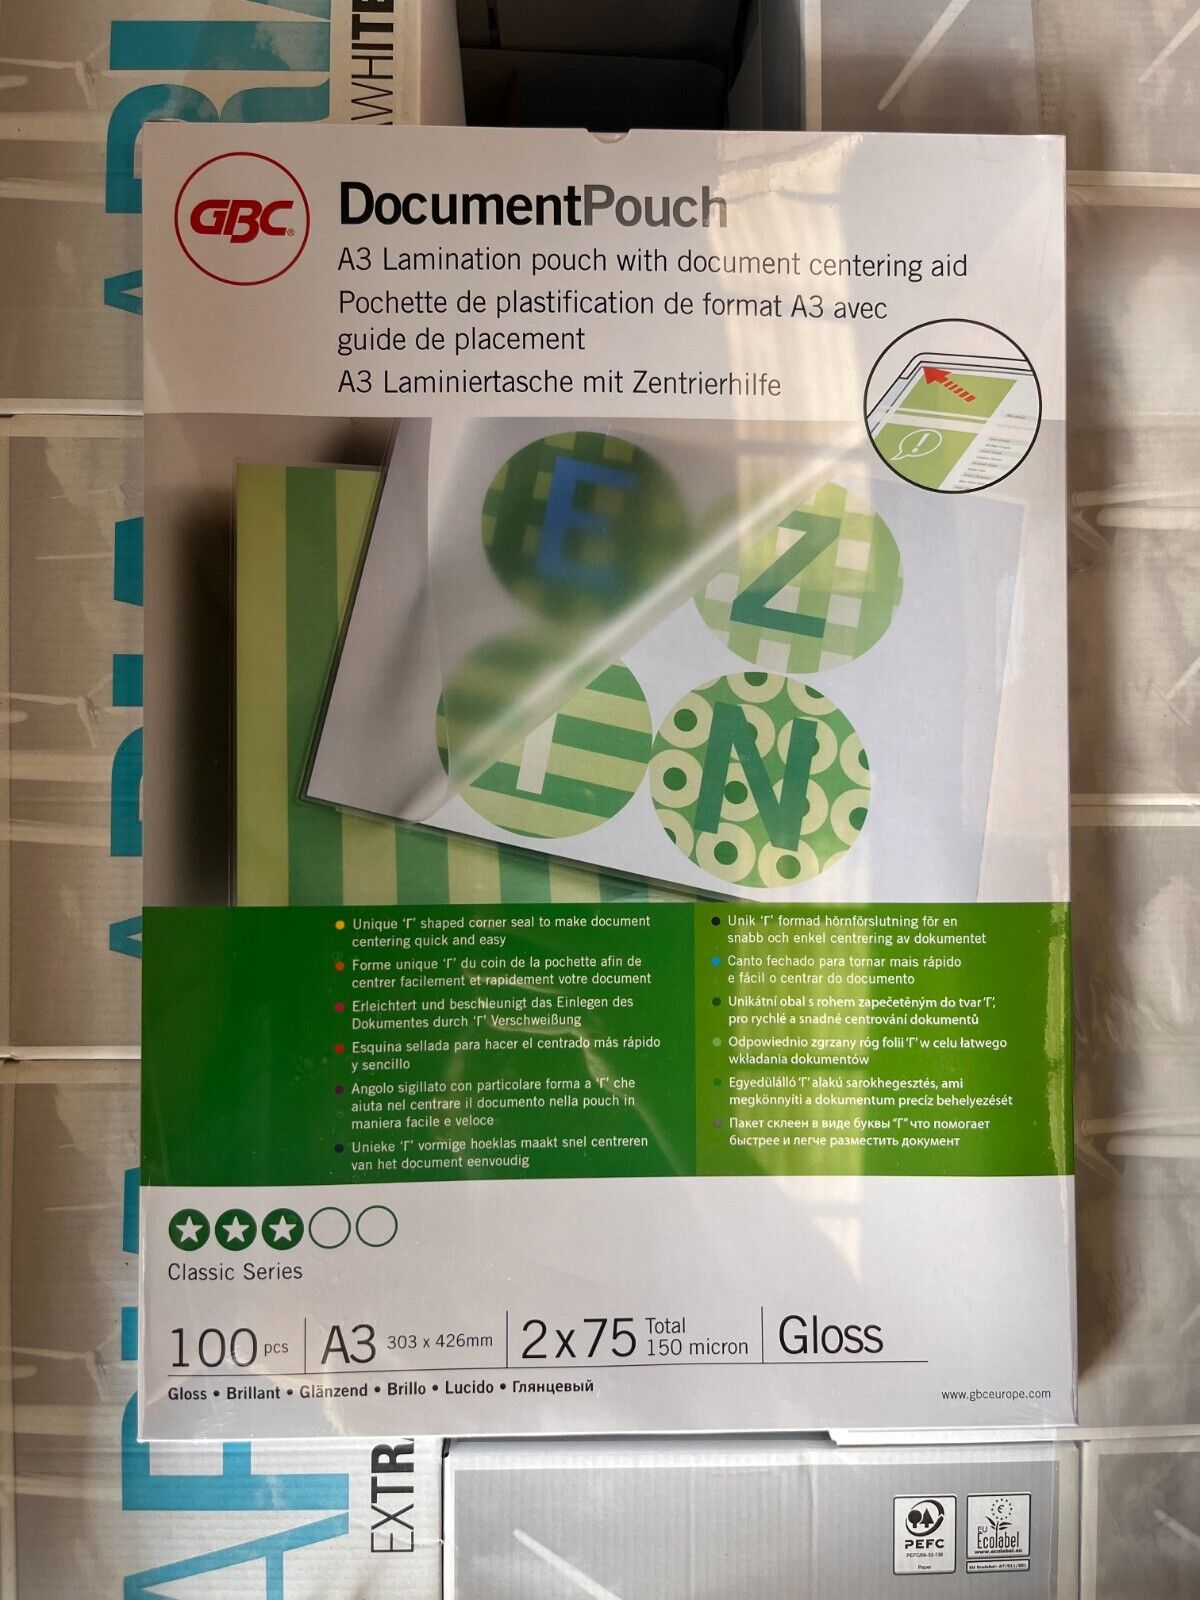 WHITE
GBC®
DocumentPouch
A3 Lamination pouch with document centering aid
Pochette de plastification de format A3 avec
guide de placement
A3 Laminiertasche mit Zentrierhilfe
E
Z
I
N
Unique 'Γ' shaped corner seal to make document
centering quick and easy
Forme unique 'Γ' du coin de la pochette afin de
centrer facilement et rapidement votre document
Erleichtert und beschleunigt das Einlegen des
Dokumentes durch 'Γ' Verschweißung
Esquina sellada para hacer el centrado más rápido
y sencillo
Angolo sigillato con particolare forma a 'Γ' che
aiuta nel centrare il documento nella pouch in
maniera facile e veloce
Unieke 'Γ' vormige hoeklas maakt snel centreren
van het document eenvoudig
Unik 'Γ' formad hörnförslutning för en
snabb och enkel centrering av dokumentet
Canto fechado para tornar mais rápido
e fácil o centrar do documento
Unikátní obal s rohem zapečetěným do tvar 'Γ',
pro rychlé a snadné centrování dokumentů
Odpowiednio zgrzany róg folii 'Γ' w celu łatwego
wkładania dokumentów
Egyedülálló 'Γ' alakú sarokhegesztés, ami
megkönnyíti a dokumentum precíz behelyezését
Пакет склеен в виде буквы "Г" что помогает
быстрее и легче разместить документ
Classic Series
100 pcs
A3 303 x 426mm
2x75 Total
150 micron
Gloss
Gloss • Brillant • Glänzend • Brillo • Lucido • Глянцевый
www.gbceurope.com
EXTR
PEFC
Paper
EU
Ecolabel
www.ecolabel.eu